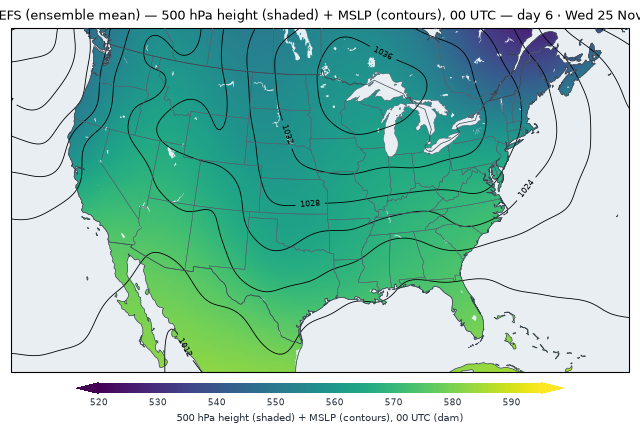 EFS (ensemble mean) — 500 hPa height (shaded) + MSLP (contours), 00 UTC — day 6 · Wed 25 Nov
1036
1032
1028
1024
1012
520 530 540 550 560 570 580 590
500 hPa height (shaded) + MSLP (contours), 00 UTC (dam)